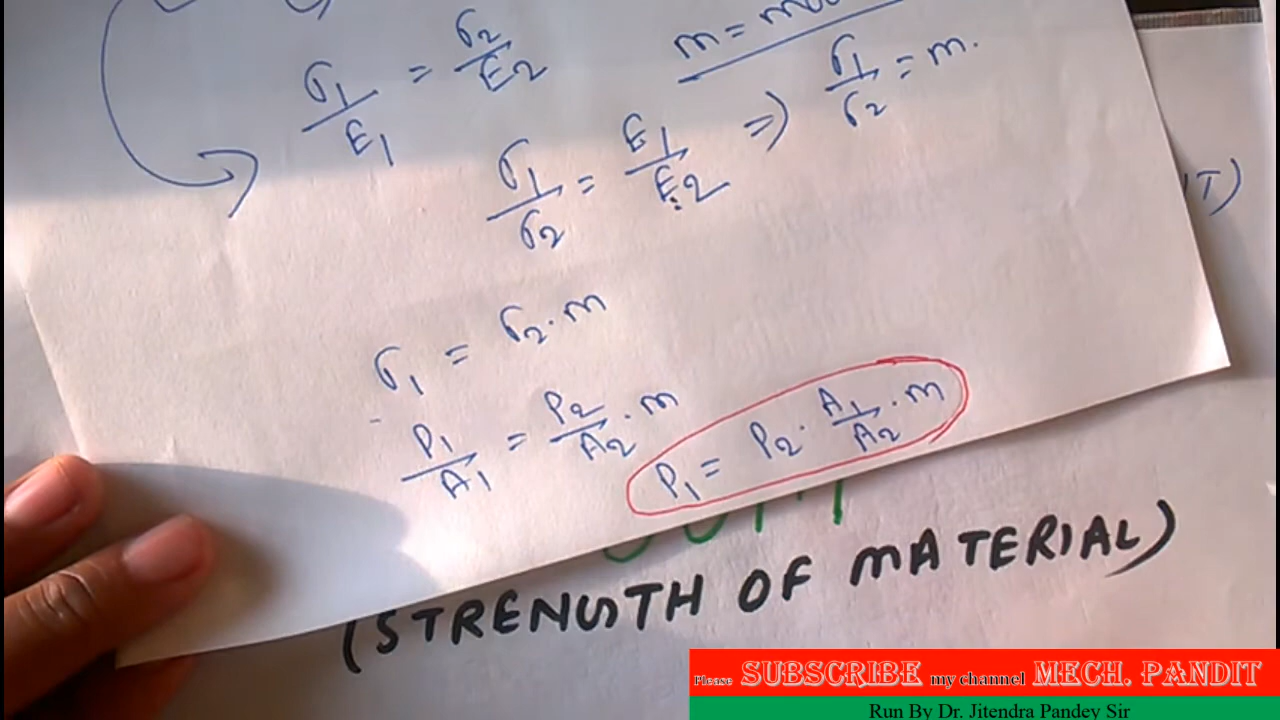 σ1/E1 = σ2/E2
m =
σ1/σ2 = E1/E2 ⇒ σ1/σ2 = m.
σ1 = σ2.m
P1/A1 = P2/A2 . m
P1 = P2 . A1/A2 . m
(STRENGTH OF MATERIAL)
Please SUBSCRIBE my channel MECH. PANDIT
Run By Dr. Jitendra Pandey Sir